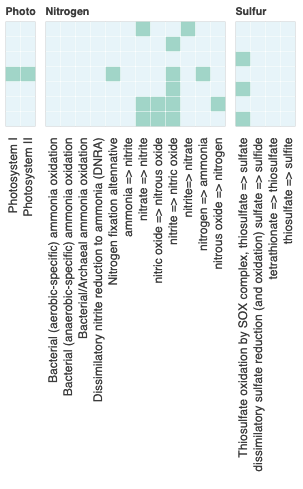 Photo
Nitrogen
Sulfur
Photosystem I
Photosystem II
Bacterial (aerobic-specific) ammonia oxidation
Bacterial (anaerobic-specific) ammonia oxidation
Bacterial/Archaeal ammonia oxidation
Dissimilatory nitrite reduction to ammonia (DNRA)
Nitrogen fixation altennative
ammonia => nitrite
nitrate => nitrite
nitric oxide => nitrous oxide
nitrite => nitric oxide
nitrite=> nitrate
nitrogen => ammonia
nitrous oxide => nitrogen
Thiosulfate oxidation by SOX complex, thiosulfate => sulfate
dissimilatory sulfate reduction (and oxidation) sulfate => sulfide
tetrathionate => thiosulfate
thiosulfate => sulfite